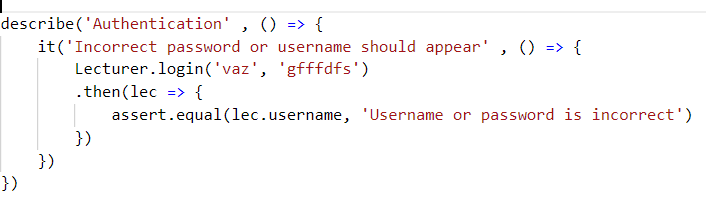 describe('Authentication' , () => {
    it('Incorrect password or username should appear' , () => {
        Lecturer.login('vaz', 'gfffdfs')
        .then(lec => {
            assert.equal(lec.username, 'Username or password is incorrect')
        })
    })
})